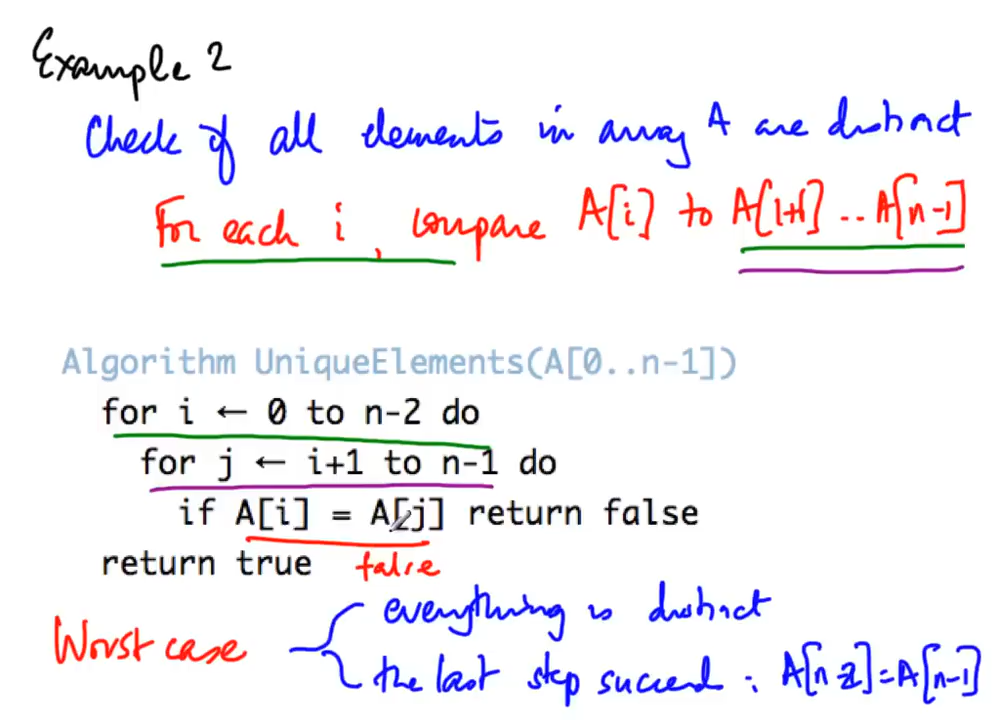 Example 2
Check if all elements in array A are distinct
For each i, compare A[i] to A[i+1] .. A[n-1]
Algorithm UniqueElements(A[0..n-1])
for i ← 0 to n-2 do
for j ← i+1 to n-1 do
if A[i] = A[j] return false
return true false
Worst case
everything is distinct
the last step succeed : A[n-2]=A[n-1]